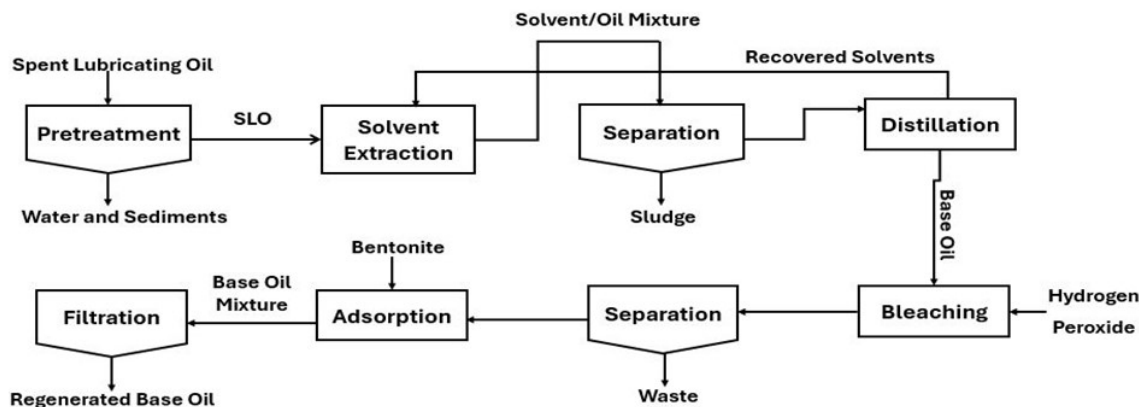 Solvent/Oil Mixture
Spent Lubricating Oil
Recovered Solvents
Pretreatment
SLO
Solvent
Extraction
Separation
Distillation
Water and Sediments
Sludge
Base Oil
Bentonite
Base Oil
Mixture
Filtration
Adsorption
Separation
Bleaching
Hydrogen
Peroxide
Regenerated Base Oil
Waste